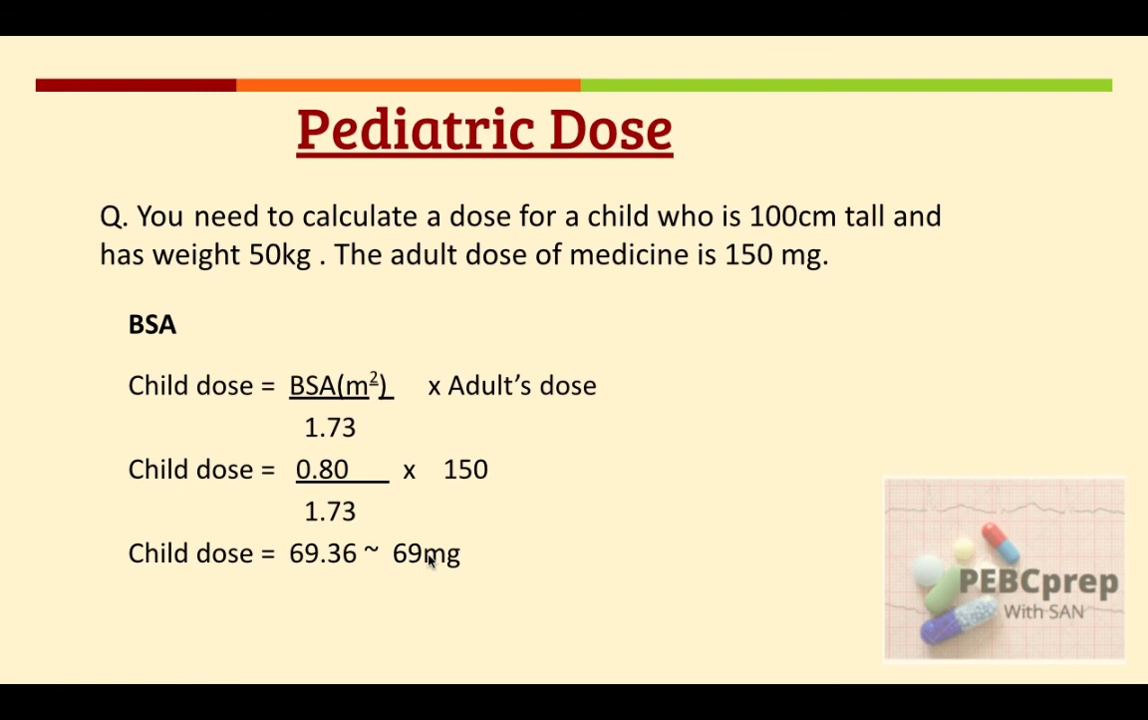 Pediatric Dose
Q. You need to calculate a dose for a child who is 100cm tall and
has weight 50kg . The adult dose of medicine is 150 mg.
BSA
Child dose = BSA(m²) x Adult's dose
1.73
Child dose = 0.80 x 150
1.73
Child dose = 69.36 ~ 69mg
PEBCprep
With SAN